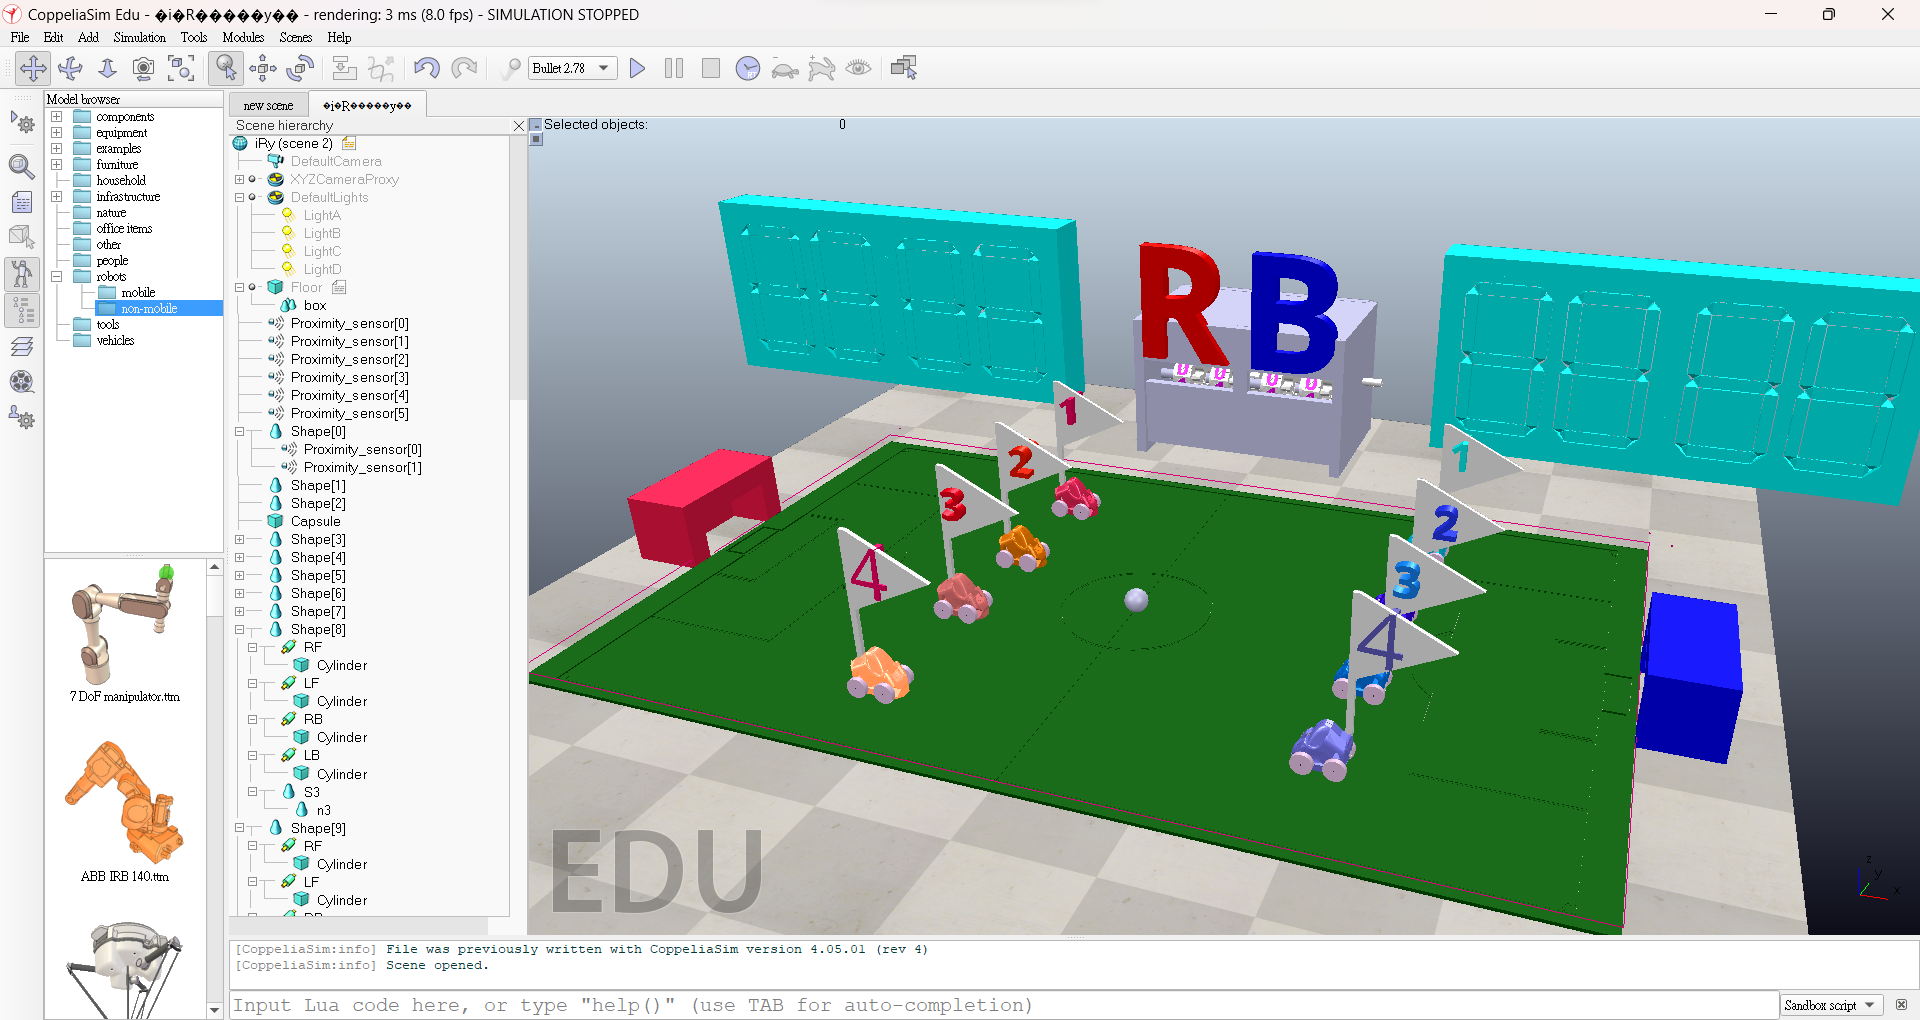 CoppeliaSim Edu - �i�R�����y�� - rendering: 3 ms (8.0 fps) - SIMULATION STOPPED
File Edit Add Simulation Tools Modules Scenes Help
Bullet 2.78
RT
Model browser
components
equipment
examples
furniture
household
infrastructure
nature
office items
other
people
robots
mobile
non-mobile
tools
vehicles
7 DoF manipulator.ttm
ABB IRB 140.ttm
new scene
�i�R�����y��
Scene hierarchy
iRy (scene 2)
DefaultCamera
XYZCameraProxy
DefaultLights
LightA
LightB
LightC
LightD
Floor
box
Proximity_sensor[0]
Proximity_sensor[1]
Proximity_sensor[2]
Proximity_sensor[3]
Proximity_sensor[4]
Proximity_sensor[5]
Shape[0]
Proximity_sensor[0]
Proximity_sensor[1]
Shape[1]
Shape[2]
Capsule
Shape[3]
Shape[4]
Shape[5]
Shape[6]
Shape[7]
Shape[8]
RF
Cylinder
LF
Cylinder
RB
Cylinder
LB
Cylinder
S3
n3
Shape[9]
RF
Cylinder
LF
Cylinder
Selected objects: 0
R B
1
2
3
4
1
2
3
4
EDU
z
y
x
[CoppeliaSim:info] File was previously written with CoppeliaSim version 4.05.01 (rev 4)
[CoppeliaSim:info] Scene opened.
Input Lua code here, or type "help()" (use TAB for auto-completion)
Sandbox script